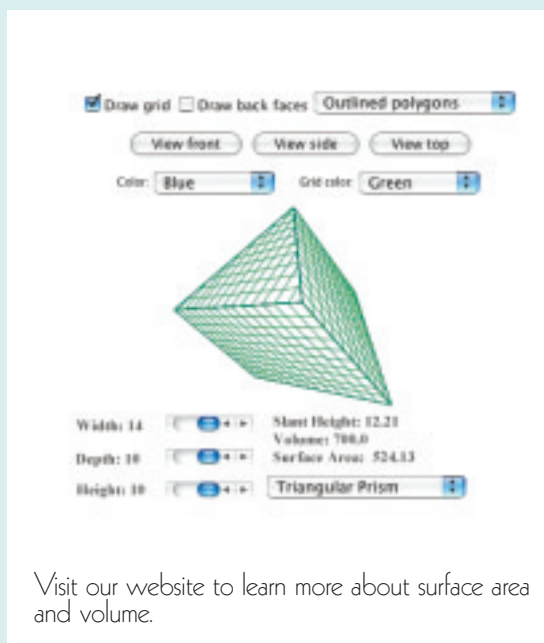 Draw grid Draw back faces Outlined polygons
View front View side View top
Color: Blue Grid color: Green
Width: 14 Slant Height: 12.21
Volume: 700.0
Depth: 10 Surface Area: 524.13
Height: 10 Triangular Prism
Visit our website to learn more about surface area
and volume.